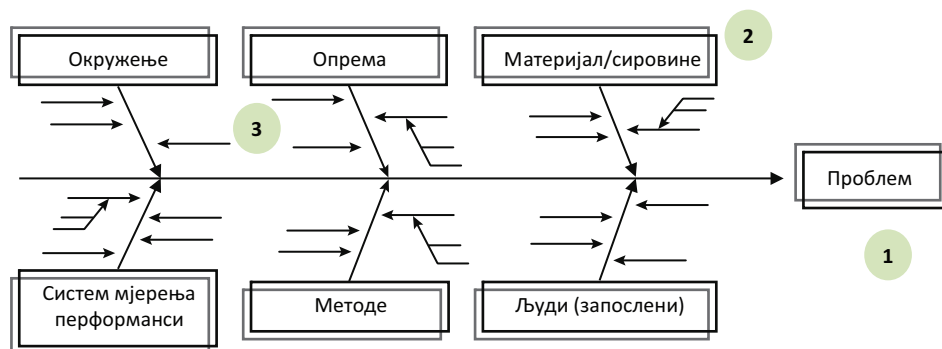 Окружење
Опрема
Материјал/сировине
2
3
Проблем
1
Систем мјерења
перформанси
Методе
Људи (запослени)